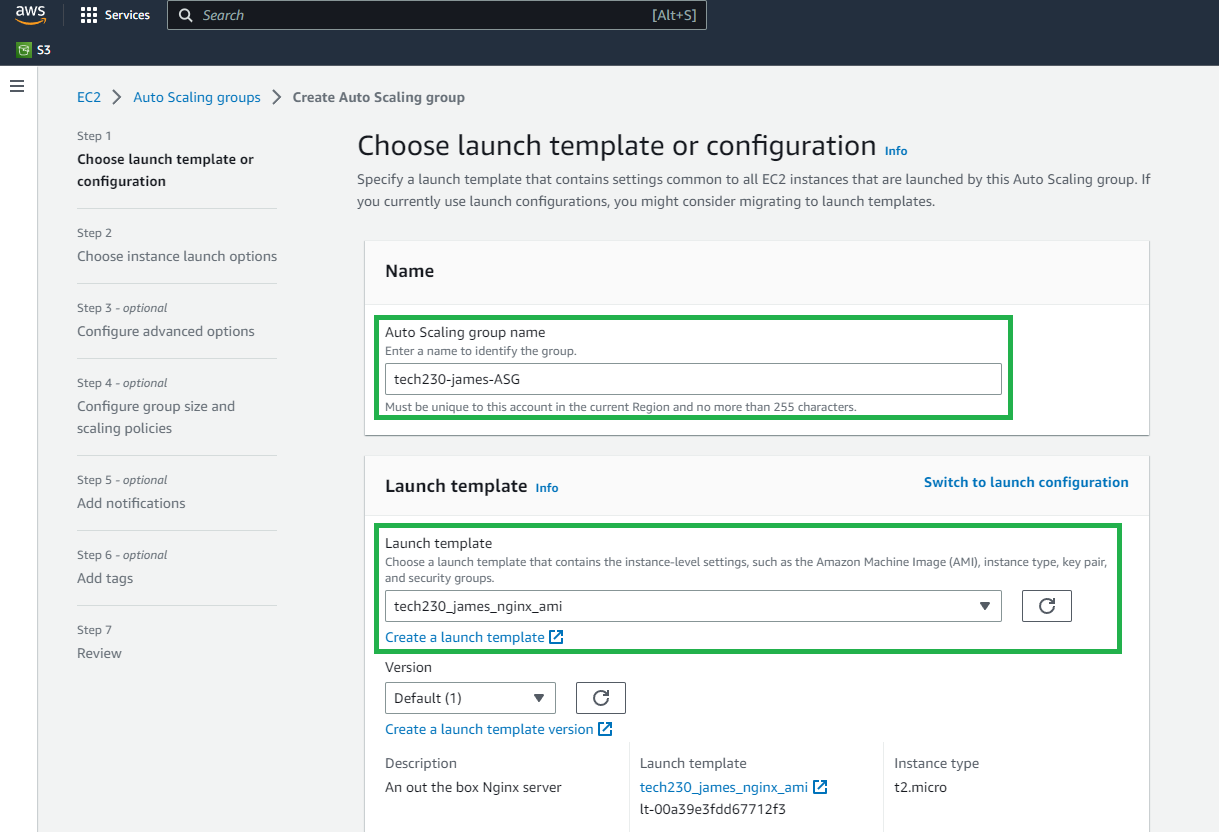 aws
Services
Search
[Alt+S]
S3
EC2 > Auto Scaling groups > Create Auto Scaling group
Step 1
Choose launch template or
configuration
Step 2
Choose instance launch options
Step 3 - optional
Configure advanced options
Step 4 - optional
Configure group size and
scaling policies
Step 5 - optional
Add notifications
Step 6 - optional
Add tags
Step 7
Review
Choose launch template or configuration Info
Specify a launch template that contains settings common to all EC2 instances that are launched by this Auto Scaling group. If
you currently use launch configurations, you might consider migrating to launch templates.
Name
Auto Scaling group name
Enter a name to identify the group.
tech230-james-ASG
Must be unique to this account in the current Region and no more than 255 characters.
Launch template Info
Switch to launch configuration
Launch template
Choose a launch template that contains the instance-level settings, such as the Amazon Machine Image (AMI), instance type, key pair,
and security groups.
tech230_james_nginx_ami
Create a launch template
Version
Default (1)
Create a launch template version
Description
An out the box Nginx server
Launch template
tech230_james_nginx_ami
lt-00a39e3fdd67712f3
Instance type
t2.micro